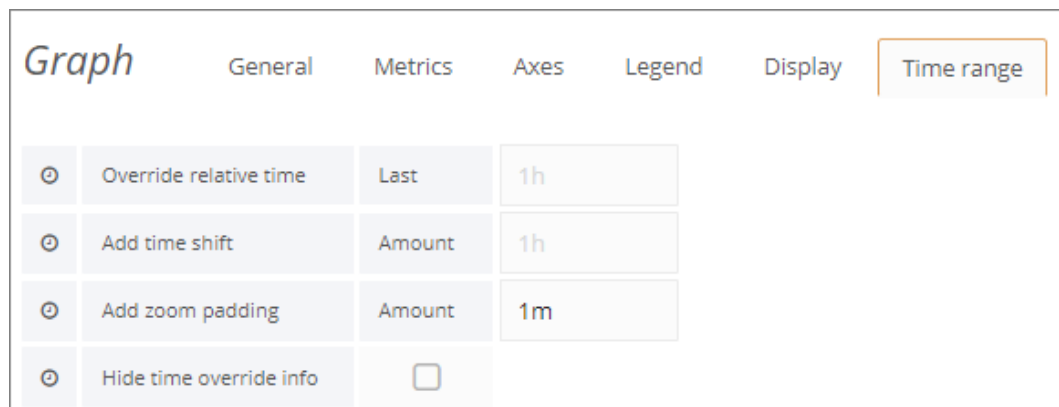 Graph General Metrics Axes Legend Display Time range
Override relative time Last 1h
Add time shift Amount 1h
Add zoom padding Amount 1m
Hide time override info